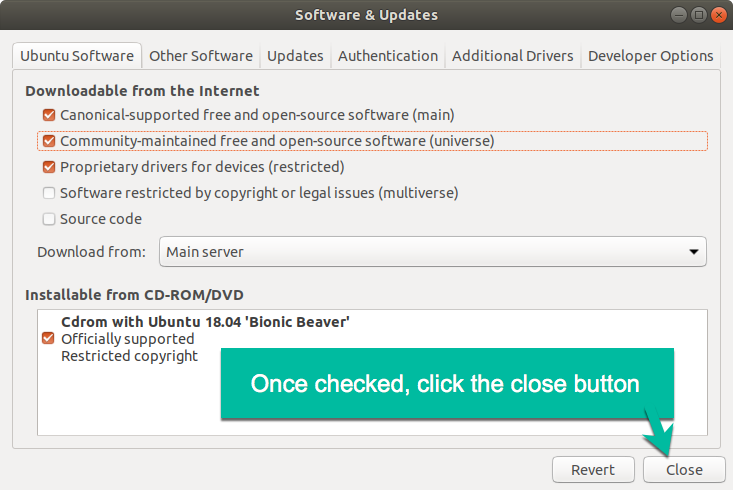 Software & Updates
Ubuntu Software Other Software Updates Authentication Additional Drivers Developer Options
Downloadable from the Internet
Canonical-supported free and open-source software (main)
Community-maintained free and open-source software (universe)
Proprietary drivers for devices (restricted)
Software restricted by copyright or legal issues (multiverse)
Source code
Download from: Main server
Installable from CD-ROM/DVD
Cdrom with Ubuntu 18.04 'Bionic Beaver'
Officially supported
Restricted copyright
Once checked, click the close button
Revert Close